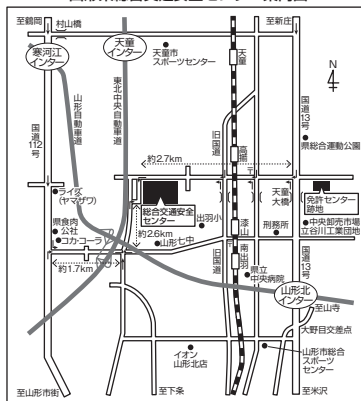 至鶴岡
村山橋
至新庄
寒河江
インター
天童
インター
天童市
スポーツセンター
天童
4
国道
112
号
山形自動車道
東北中央自動車道
旧国道
高擶
国道
13
号
県総合運動公園
約2.7km
ライズ
(ヤマザワ)
総合交通安全
センター
天童
大橋
免許センター
跡地
県食肉
公社
コカ・コーラ
約2.6km
山形七中
出羽小
漆山
刑務所
中央卸売市場
立谷川工業団地
約1.7km
旧国道
南出羽
県立
中央病院
国道
13
号
山形北
インター
至山寺
大野目交差点
イオン
山形北店
山形市総合
スポーツ
センター
至山形市街
至下条
至米沢